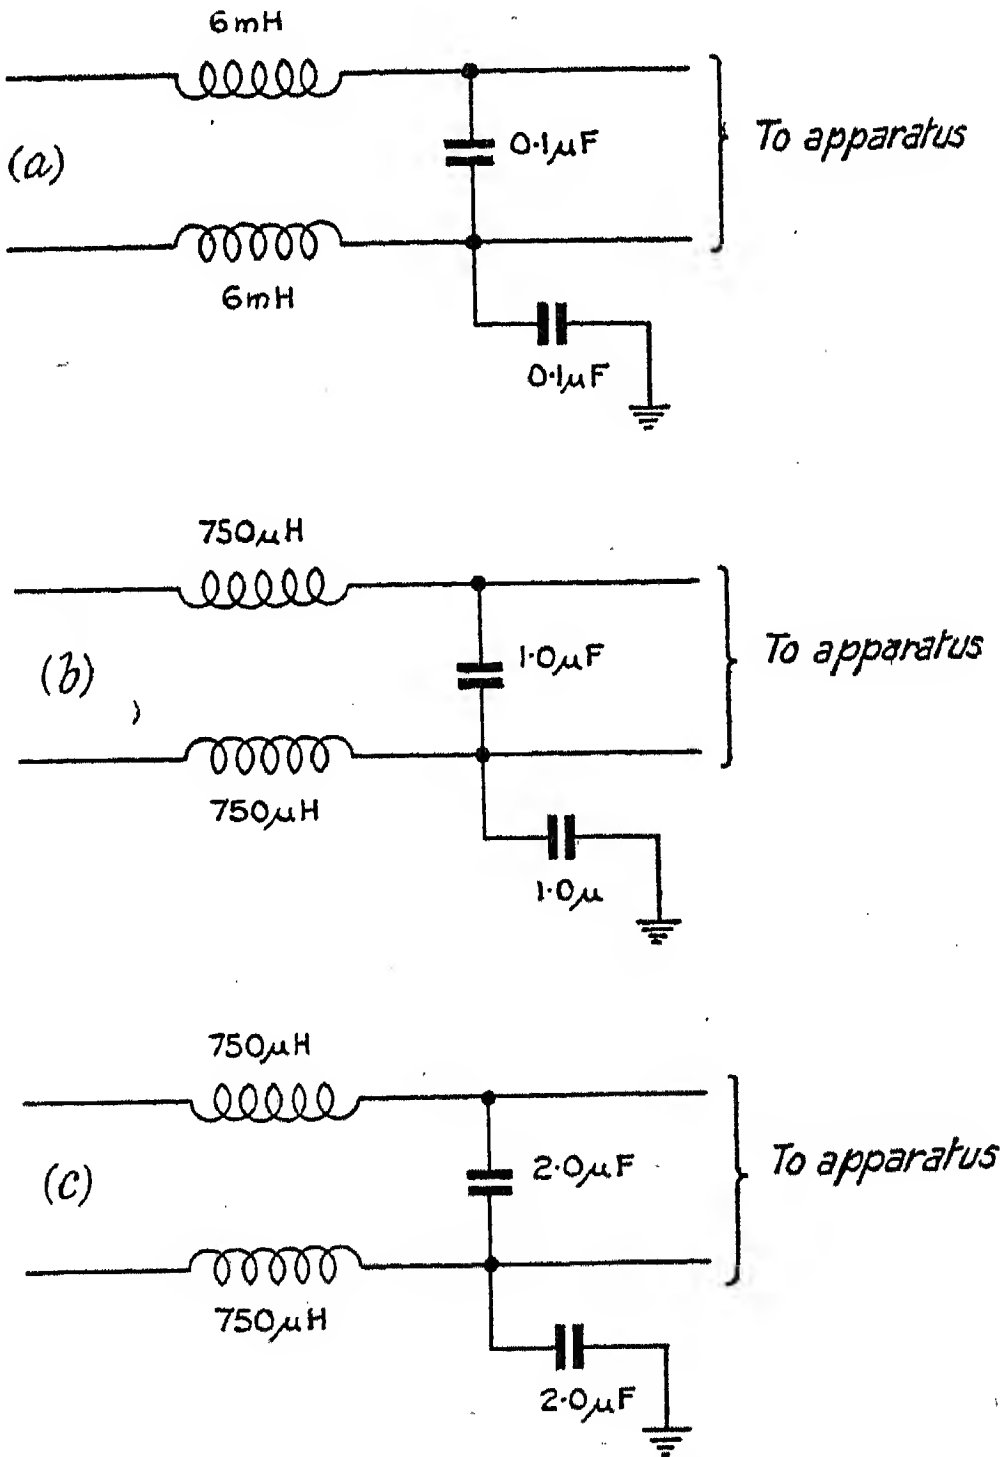 6mH
(a)
0.1μF
To apparatus
6mH
0.1μF
750μH
(b)
1.0μF
To apparatus
750μH
1.0μ
750μH
(c)
2.0μF
To apparatus
750μH
2.0μF